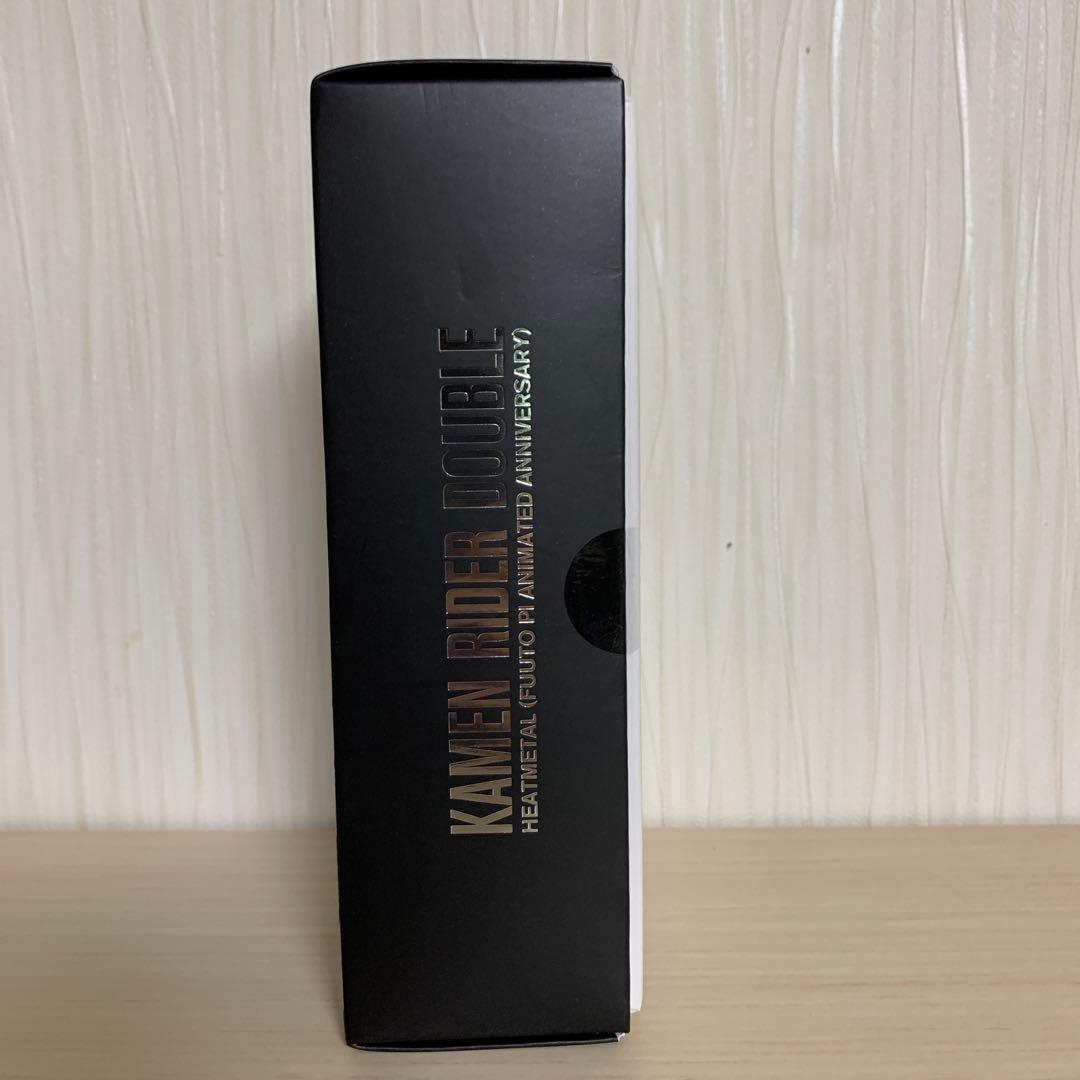 KAMEN RIDER DOUBLE
HEATMETAL (FUUTO PI ANIMATED ANNIVERSARY)